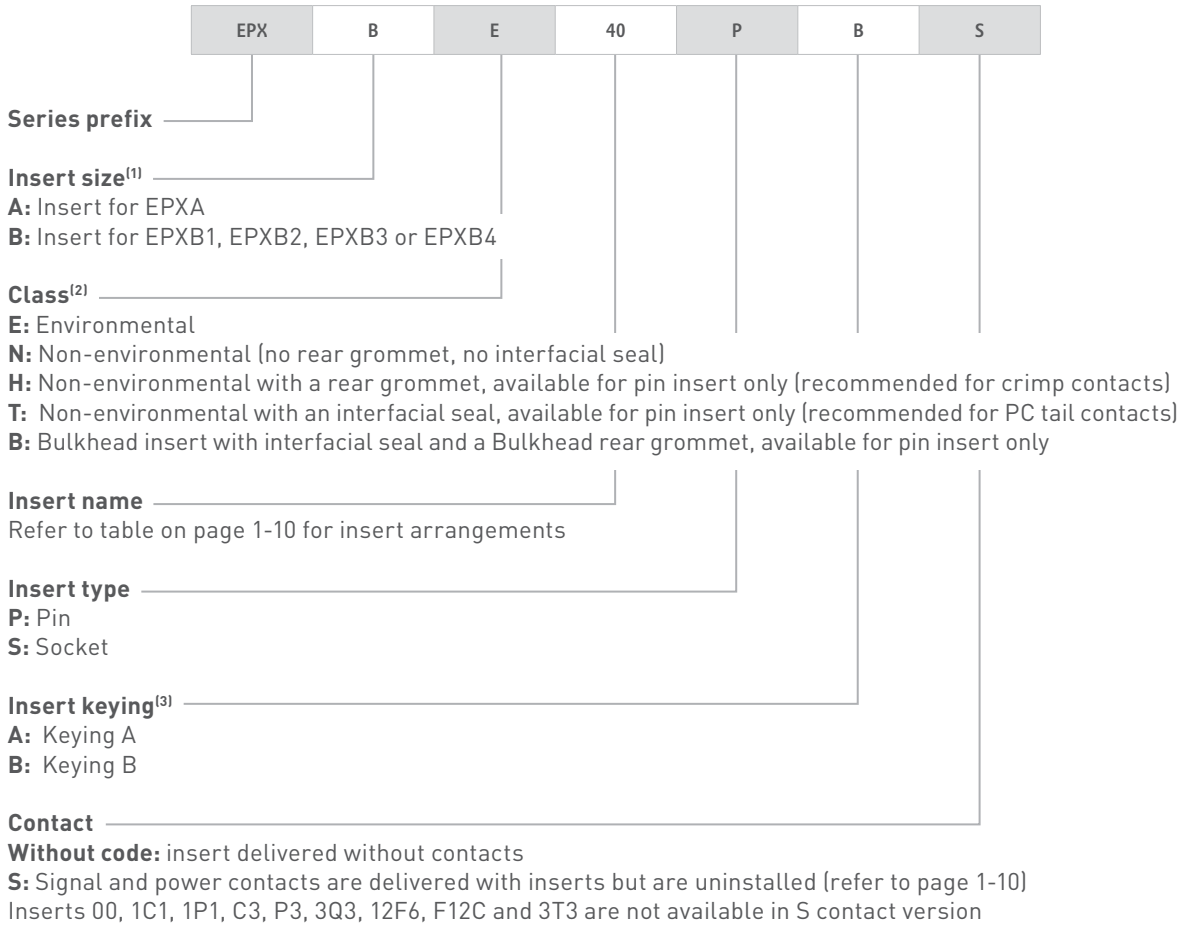 EPX B E 40 P B S
Series prefix
Insert size(1)
A: Insert for EPXA
B: Insert for EPXB1, EPXB2, EPXB3 or EPXB4
Class(2)
E: Environmental
N: Non-environmental (no rear grommet, no interfacial seal)
H: Non-environmental with a rear grommet, available for pin insert only (recommended for crimp contacts)
T: Non-environmental with an interfacial seal, available for pin insert only (recommended for PC tail contacts)
B: Bulkhead insert with interfacial seal and a Bulkhead rear grommet, available for pin insert only
Insert name
Refer to table on page 1-10 for insert arrangements
Insert type
P: Pin
S: Socket
Insert keying(3)
A: Keying A
B: Keying B
Contact
Without code: insert delivered without contacts
S: Signal and power contacts are delivered with inserts but are uninstalled (refer to page 1-10)
Inserts 00, 1C1, 1P1, C3, P3, 3Q3, 12F6, F12C and 3T3 are not available in S contact version